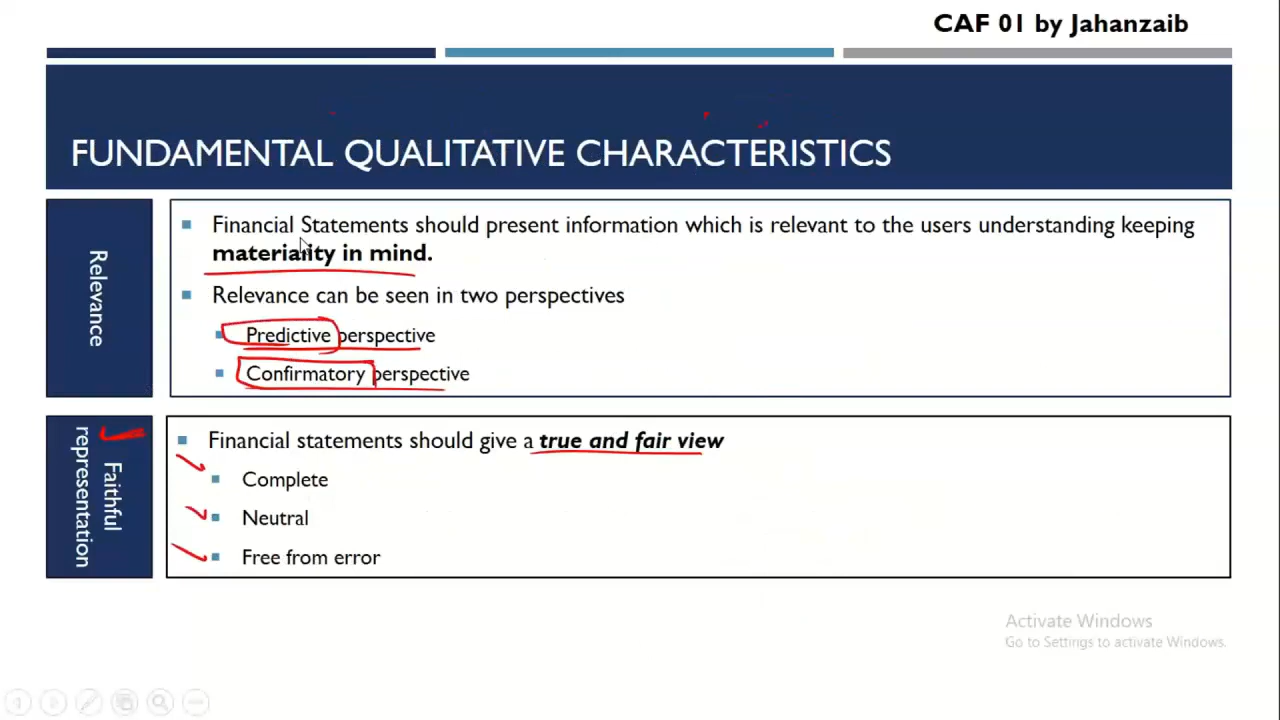 CAF 01 by Jahanzaib
FUNDAMENTAL QUALITATIVE CHARACTERISTICS
Relevance
Financial Statements should present information which is relevant to the users understanding keeping
materiality in mind.
Relevance can be seen in two perspectives
Predictive perspective
Confirmatory perspective
Faithful
representation
Financial statements should give a true and fair view
Complete
Neutral
Free from error
Activate Windows
Go to Settings to activate Windows.